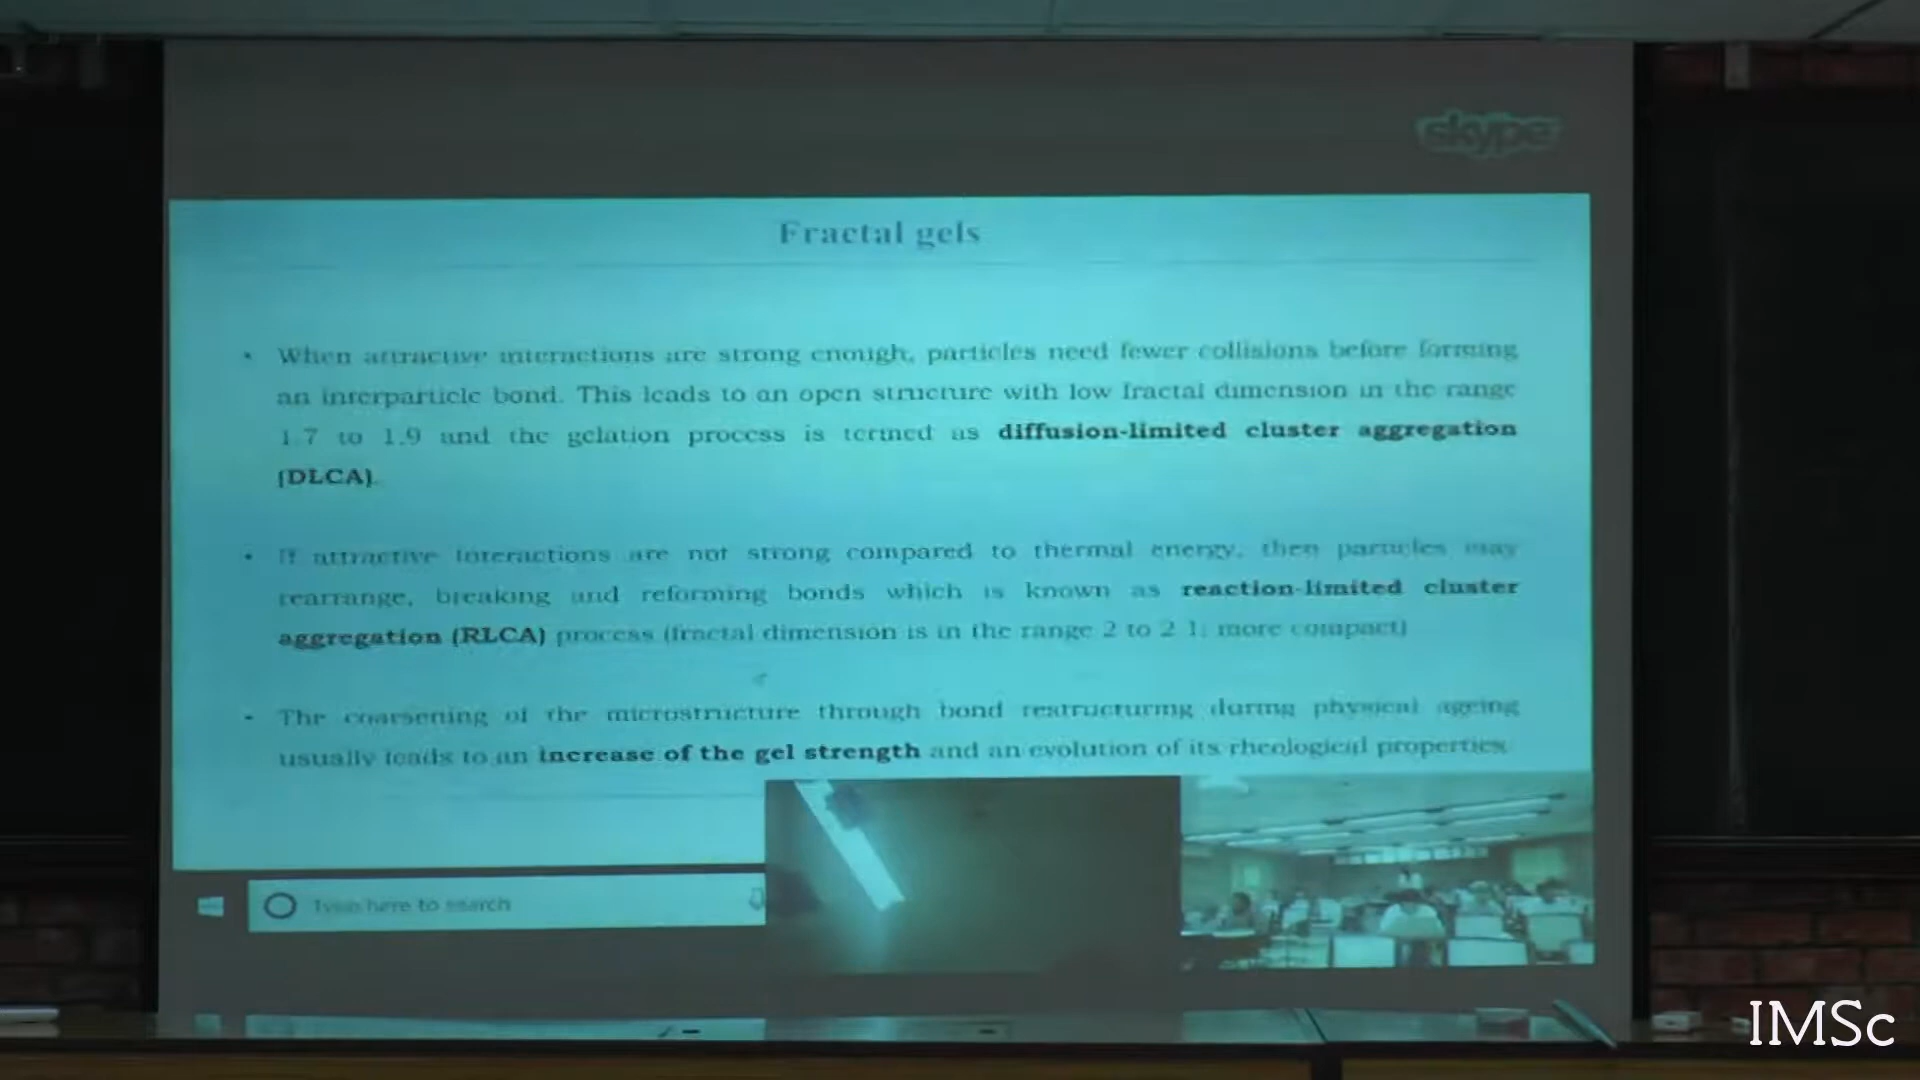 skype
Fractal gels
• When attractive interactions are strong enough, particles need fewer collisions before forming
an interparticle bond. This leads to an open structure with low fractal dimension in the range
1.7 to 1.9 and the gelation process is termed as diffusion-limited cluster aggregation
(DLCA).
• If attractive interactions are not strong compared to thermal energy, then particles may
rearrange, breaking and reforming bonds which is known as reaction-limited cluster
aggregation (RLCA) process (fractal dimension is in the range 2 to 2.1; more compact)
• The coarsening of the microstructure through bond restructuring during physical ageing
usually leads to an increase of the gel strength and an evolution of its rheological properties.
Type here to search
IMSc